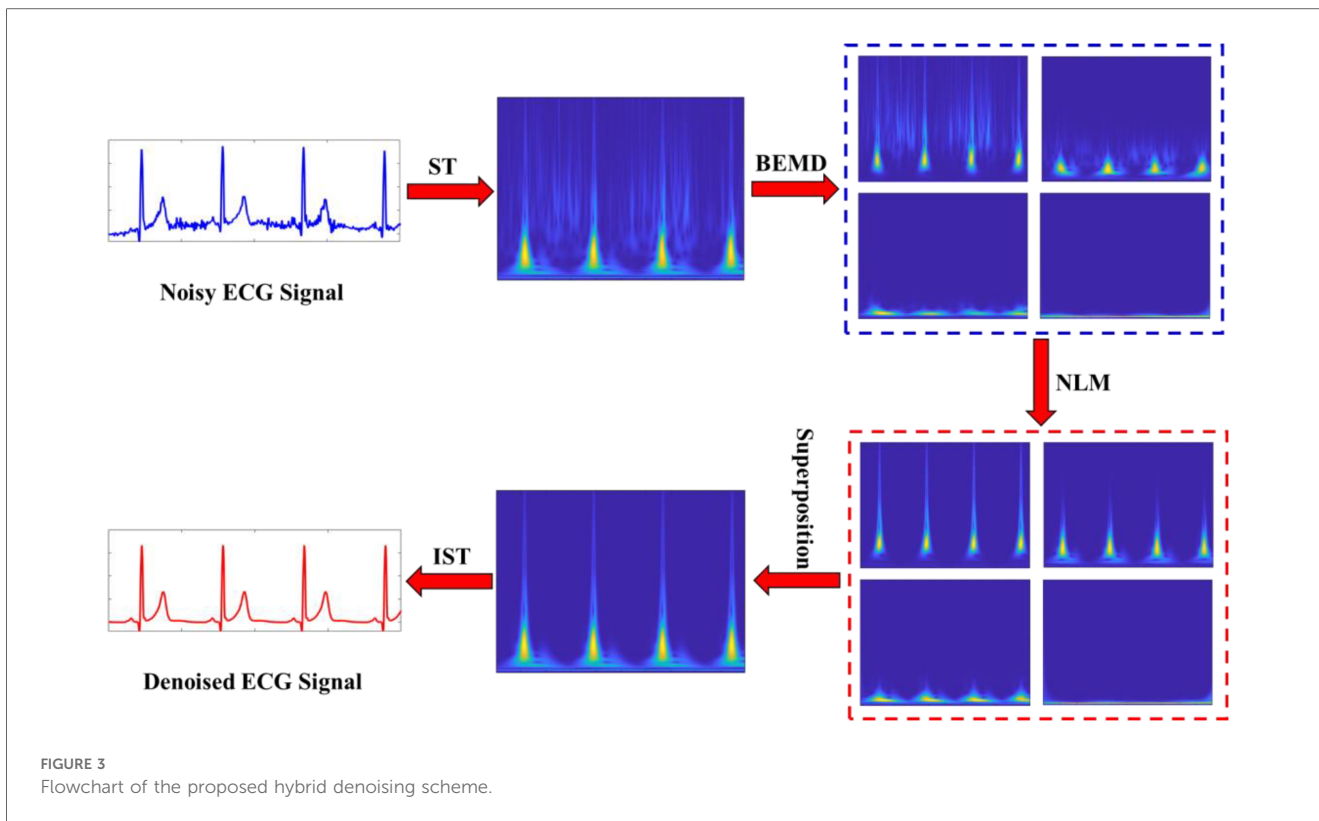 ST
BEMD
Noisy ECG Signal
NLM
Superposition
IST
Denoised ECG Signal
FIGURE 3
Flowchart of the proposed hybrid denoising scheme.